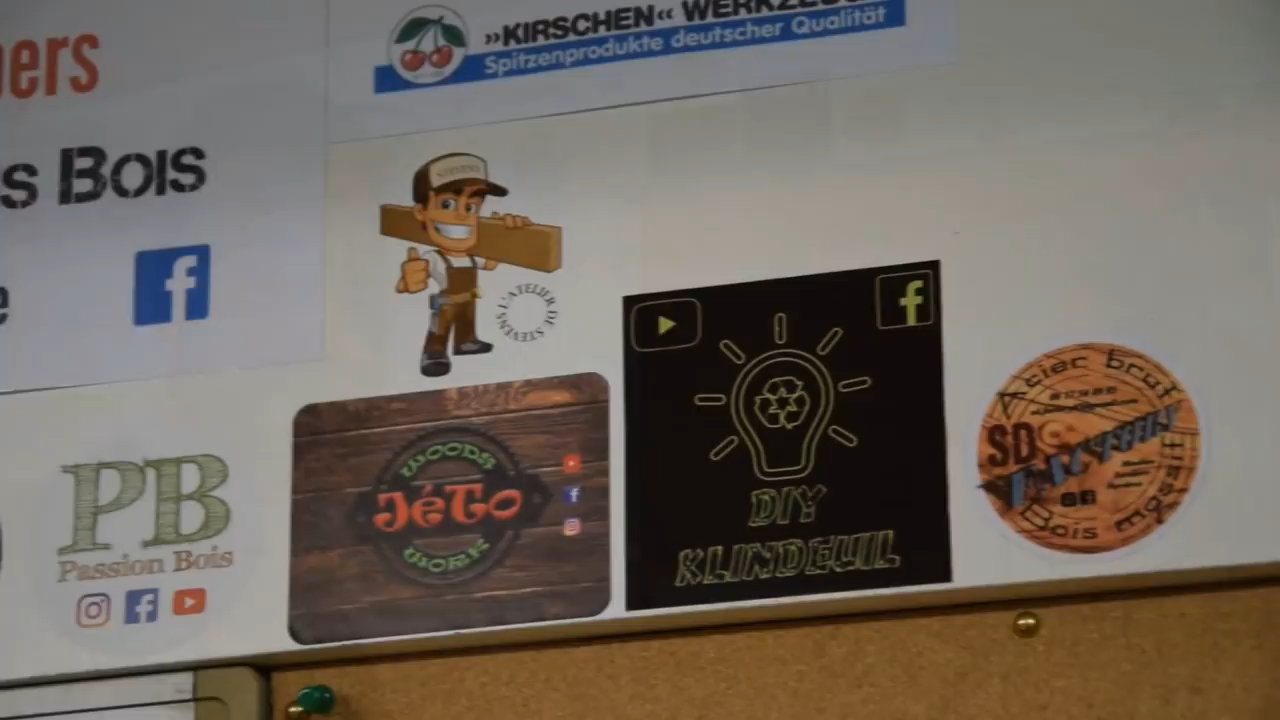 »KIRSCHEN« WERKZEUGE
Spitzenprodukte deutscher Qualität
ers
s Bois
e
L'ATELIER DE STEVENS
PB
Passion Bois
WOODS
JéTo
WORK
DIY
KLINDEUIL
Acier brut
SD
Bois massif